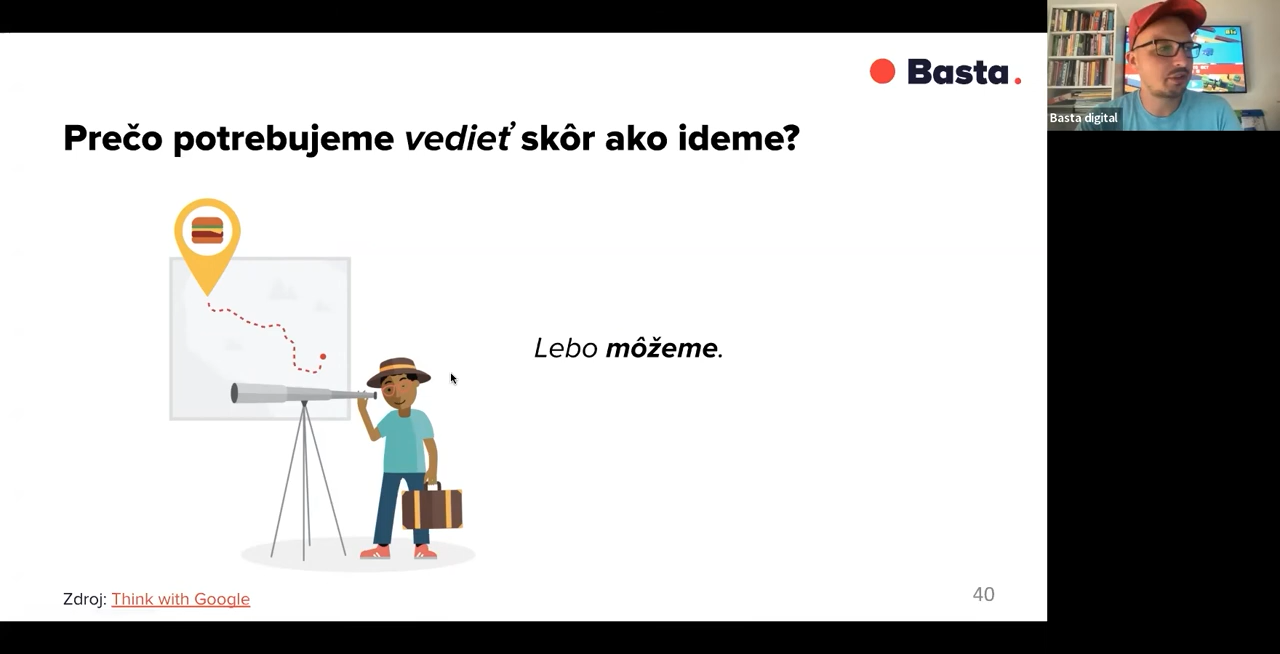 Basta.
Basta digital
Prečo potrebujeme vedieť skôr ako ideme?
Lebo môžeme.
Zdroj: Think with Google
40